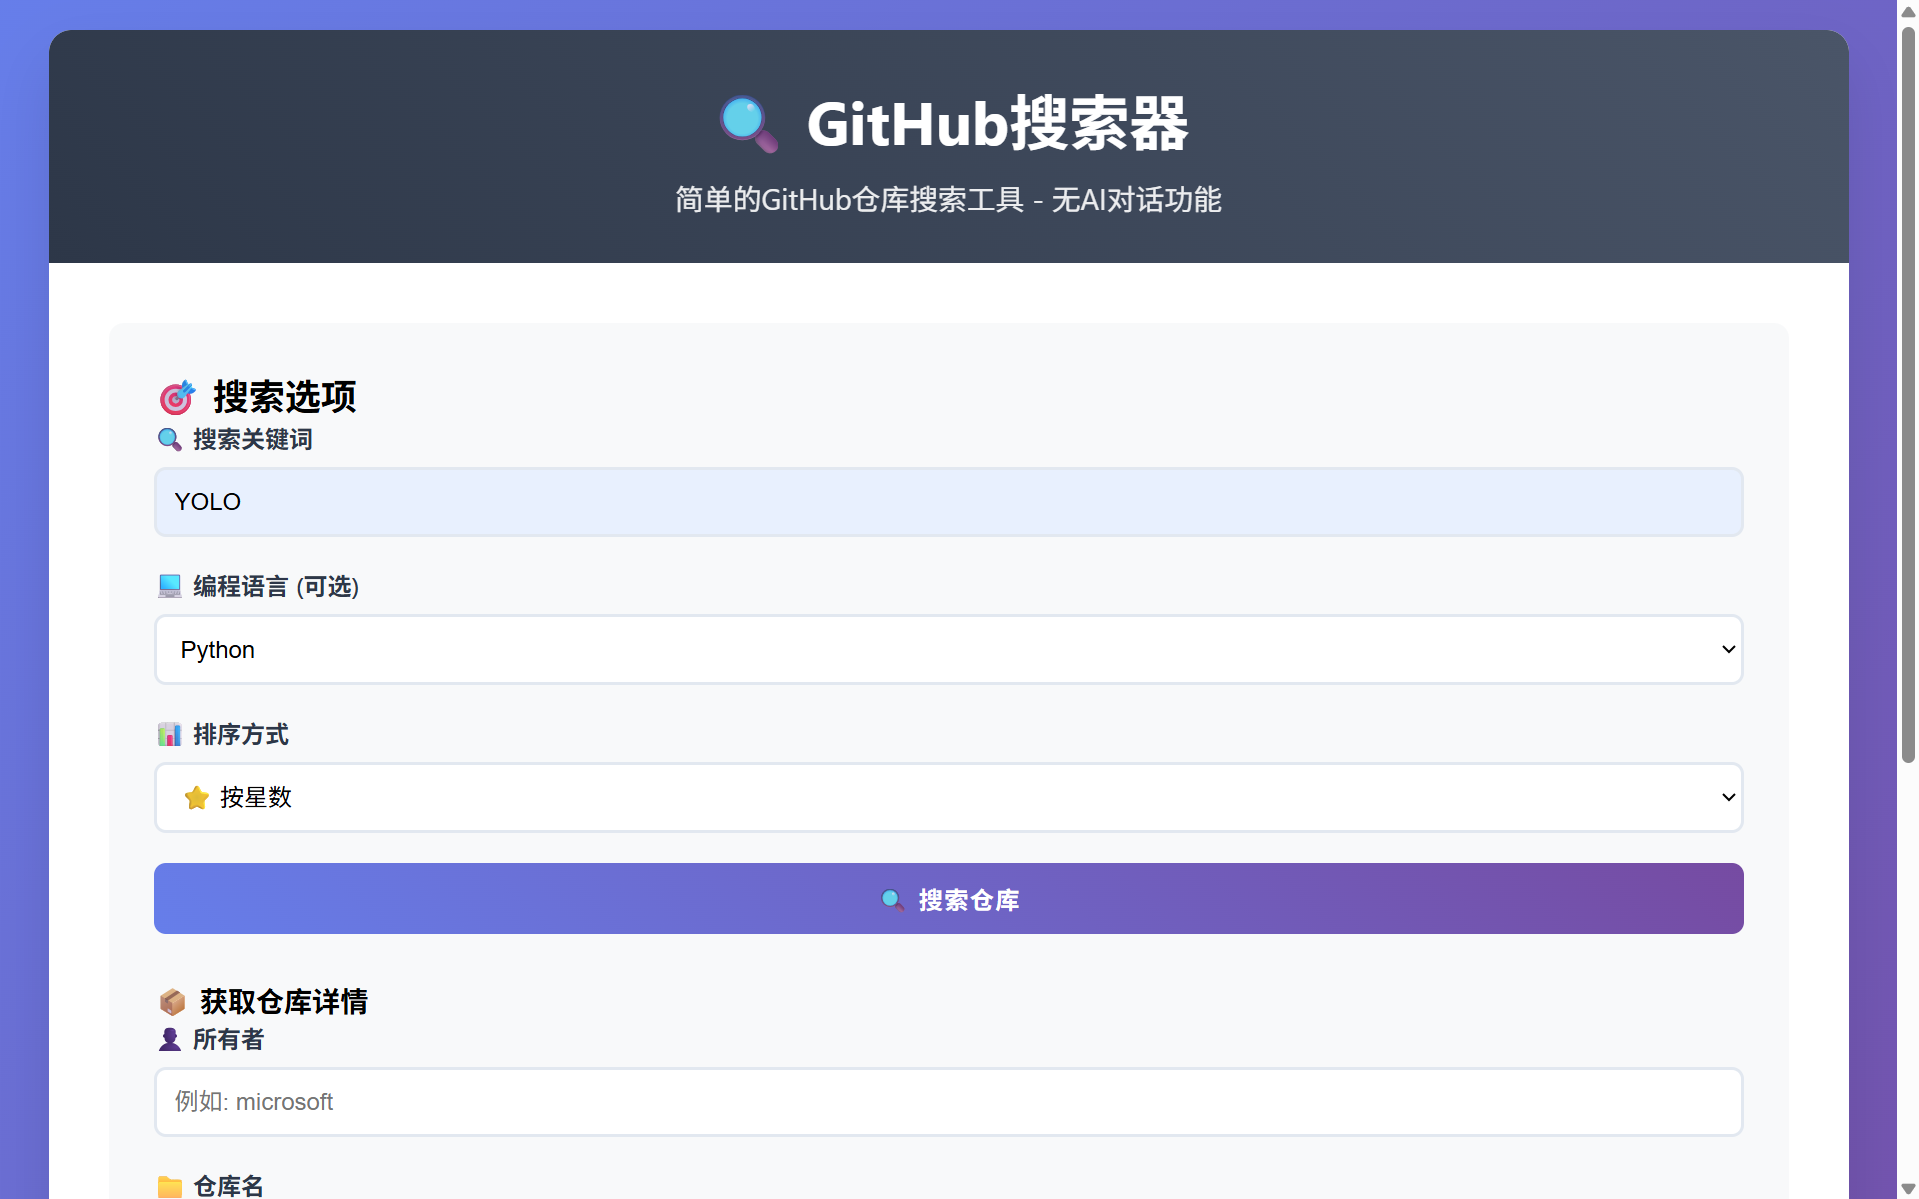 GitHub搜索器
简单的GitHub仓库搜索工具 - 无AI对话功能
搜索选项
搜索关键词
YOLO
编程语言 (可选)
Python
排序方式
按星数
搜索仓库
获取仓库详情
所有者
例如: microsoft
仓库名